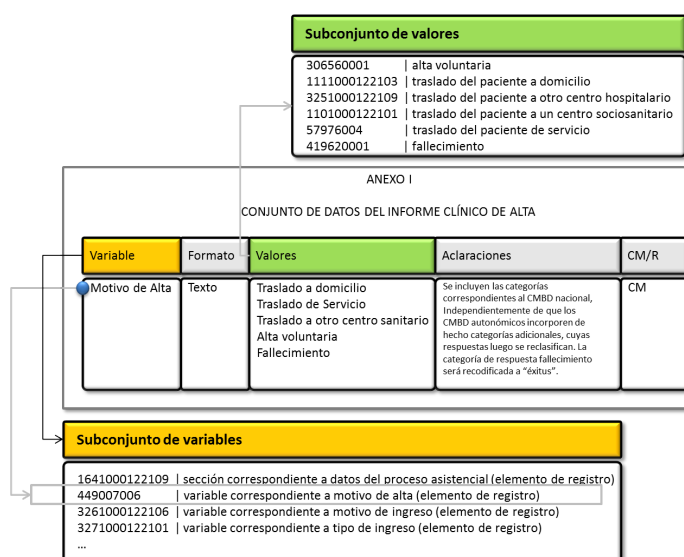 Subconjunto de valores
306560001 | alta voluntaria
1111000122103 | traslado del paciente a domicilio
3251000122109 | traslado del paciente a otro centro hospitalario
1101000122101 | traslado del paciente a un centro sociosanitario
57976004 | traslado del paciente de servicio
419620001 | fallecimiento
ANEXO I
CONJUNTO DE DATOS DEL INFORME CLÍNICO DE ALTA
Variable Formato Valores Aclaraciones CM/R
Motivo de Alta
Texto
Traslado a domicilio
Traslado de Servicio
Traslado a otro centro sanitario
Alta voluntaria
Fallecimiento
Se incluyen las categorías
correspondientes al CMBD nacional,
Independientemente de que los
CMBD autonómicos incorporen de
hecho categorías adicionales, cuyas
respuestas luego se reclasifican. La
categoría de respuesta fallecimiento
será recodificada a "éxitus".
CM
Subconjunto de variables
1641000122109 | sección correspondiente a datos del proceso asistencial (elemento de registro)
449007006 | variable correspondiente a motivo de alta (elemento de registro)
3261000122106 | variable correspondiente a motivo de ingreso (elemento de registro)
3271000122101 | variable correspondiente a tipo de ingreso (elemento de registro)
...